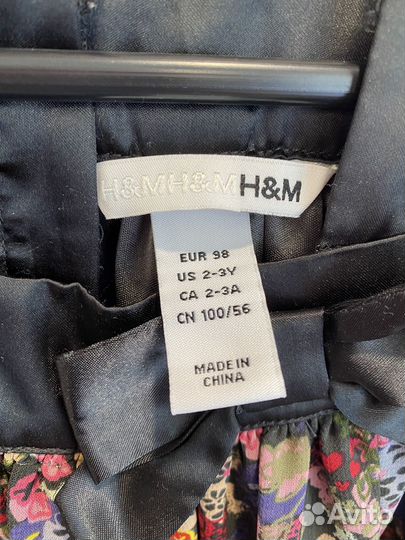 H&MH&MH&M
EUR 98
US 2-3Y
CA 2-3A
CN 100/56
MADE IN
CHINA
Avito